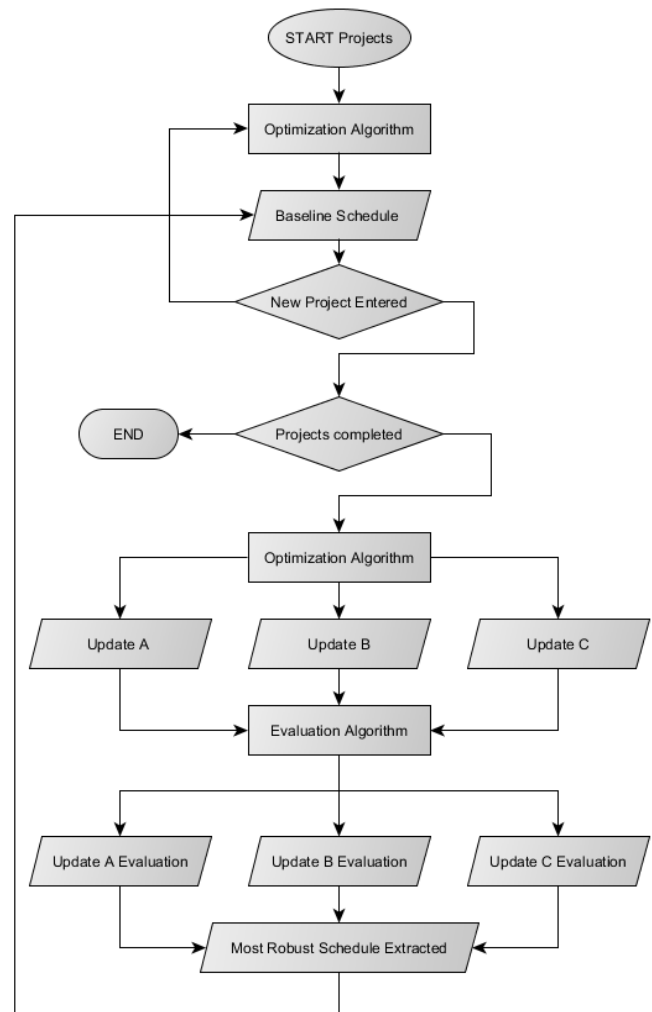 START Projects
Optimization Algorithm
Baseline Schedule
New Project Entered
END
Projects completed
Optimization Algorithm
Update A
Update B
Update C
Evaluation Algorithm
Update A Evaluation
Update B Evaluation
Update C Evaluation
Most Robust Schedule Extracted